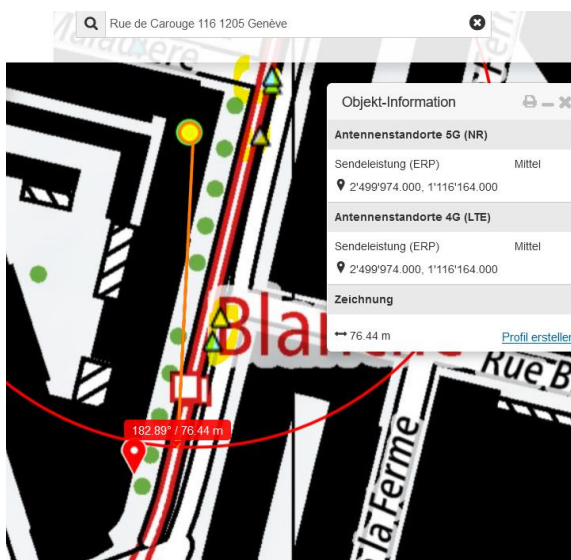 Rue de Carouge 116 1205 Genève
Maraîchère
Objekt-Information
Antennenstandorte 5G (NR)
Sendeleistung (ERP) Mittel
2'499'974.000, 1'116'164.000
Antennenstandorte 4G (LTE)
Sendeleistung (ERP) Mittel
2'499'974.000, 1'116'164.000
Zeichnung
76.44 m Profil erstellen
Blanche
Rue B
182.89° / 76.44 m
la Ferme